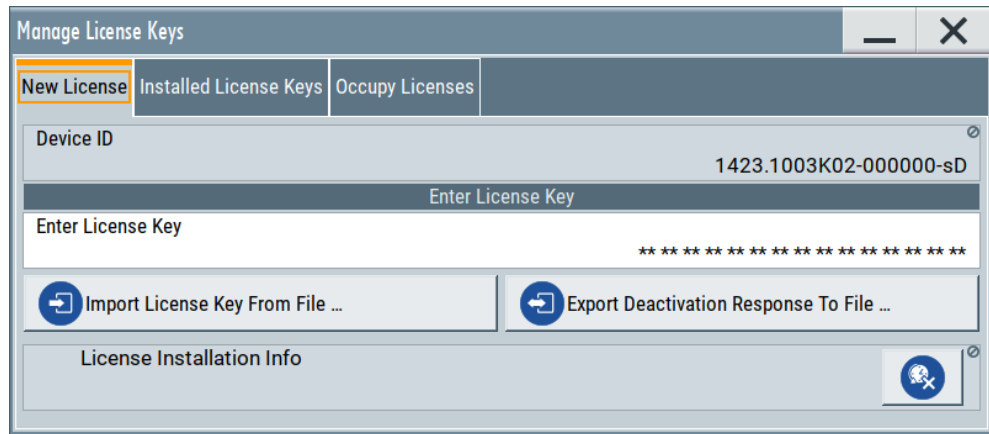 Manage License Keys
New License Installed License Keys Occupy Licenses
Device ID
1423.1003K02-000000-sD
Enter License Key
Enter License Key
** ** ** ** ** ** ** ** ** ** ** ** ** ** **
Import License Key From File ... Export Deactivation Response To File ...
License Installation Info